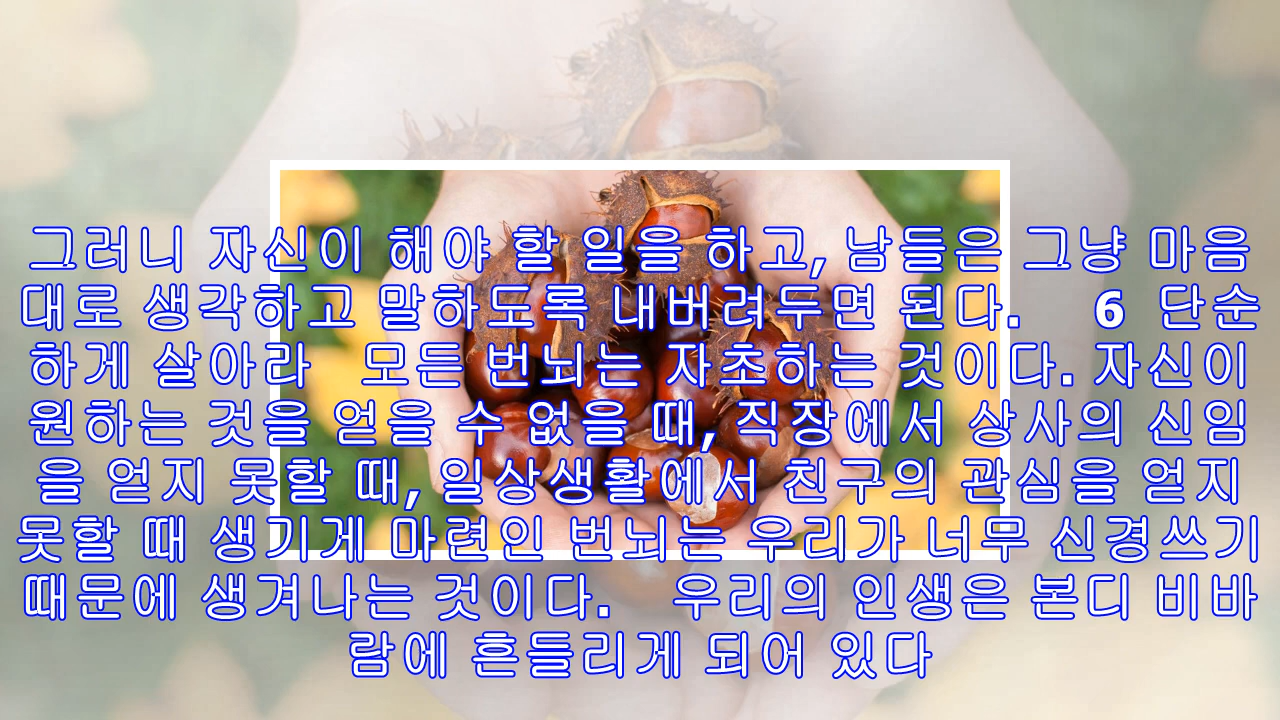 그러니 자신이 해야 할 일을 하고, 남들은 그냥 마음
대로 생각하고 말하도록 내버려두면 된다. 6 단순
하게 살아라 모든 번뇌는 자초하는 것이다. 자신이
원하는 것을 얻을 수 없을 때, 직장에서 상사의 신임
을 얻지 못할 때, 일상생활에서 친구의 관심을 얻지
못할 때 생기게 마련인 번뇌는 우리가 너무 신경쓰기
때문에 생겨나는 것이다. 우리의 인생은 본디 비바
람에 흔들리게 되어 있다